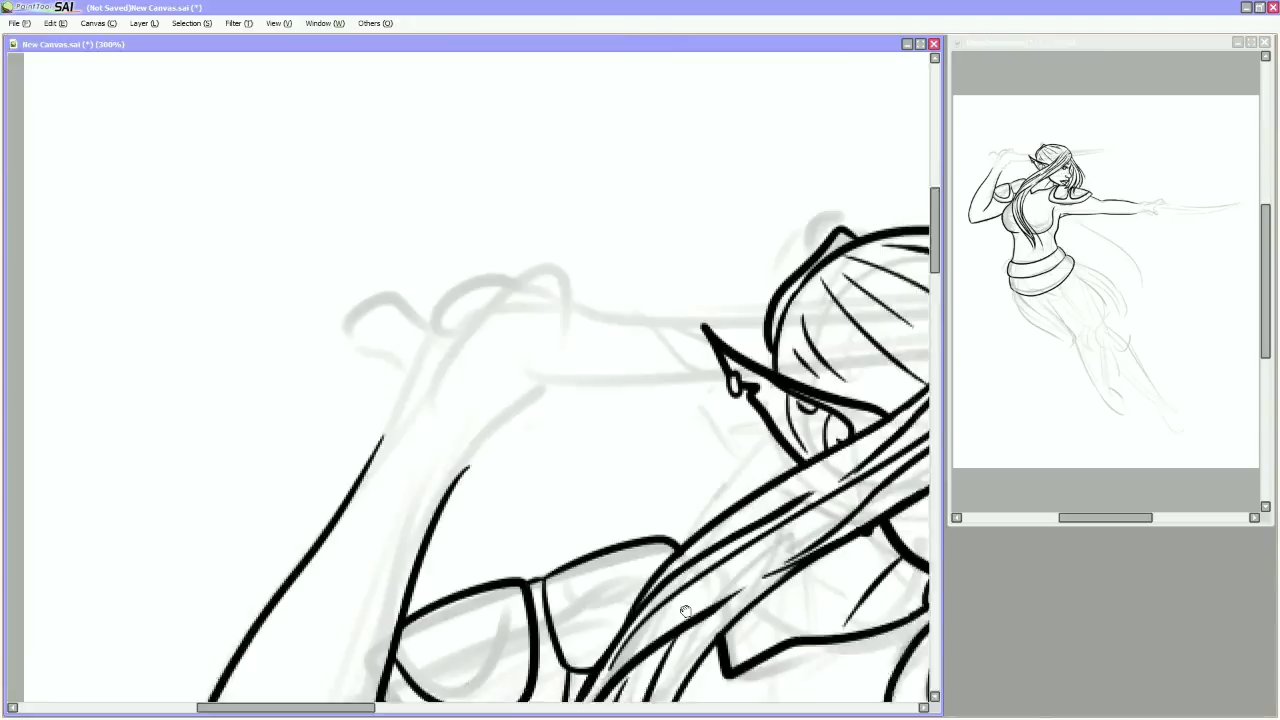 PaintTool SAI (Not Saved)New Canvas.sai (*)
File (F) Edit (E) Canvas (C) Layer (L) Selection (S) Filter (T) View (V) Window (W) Others (O)
New Canvas.sai (*) (300%)